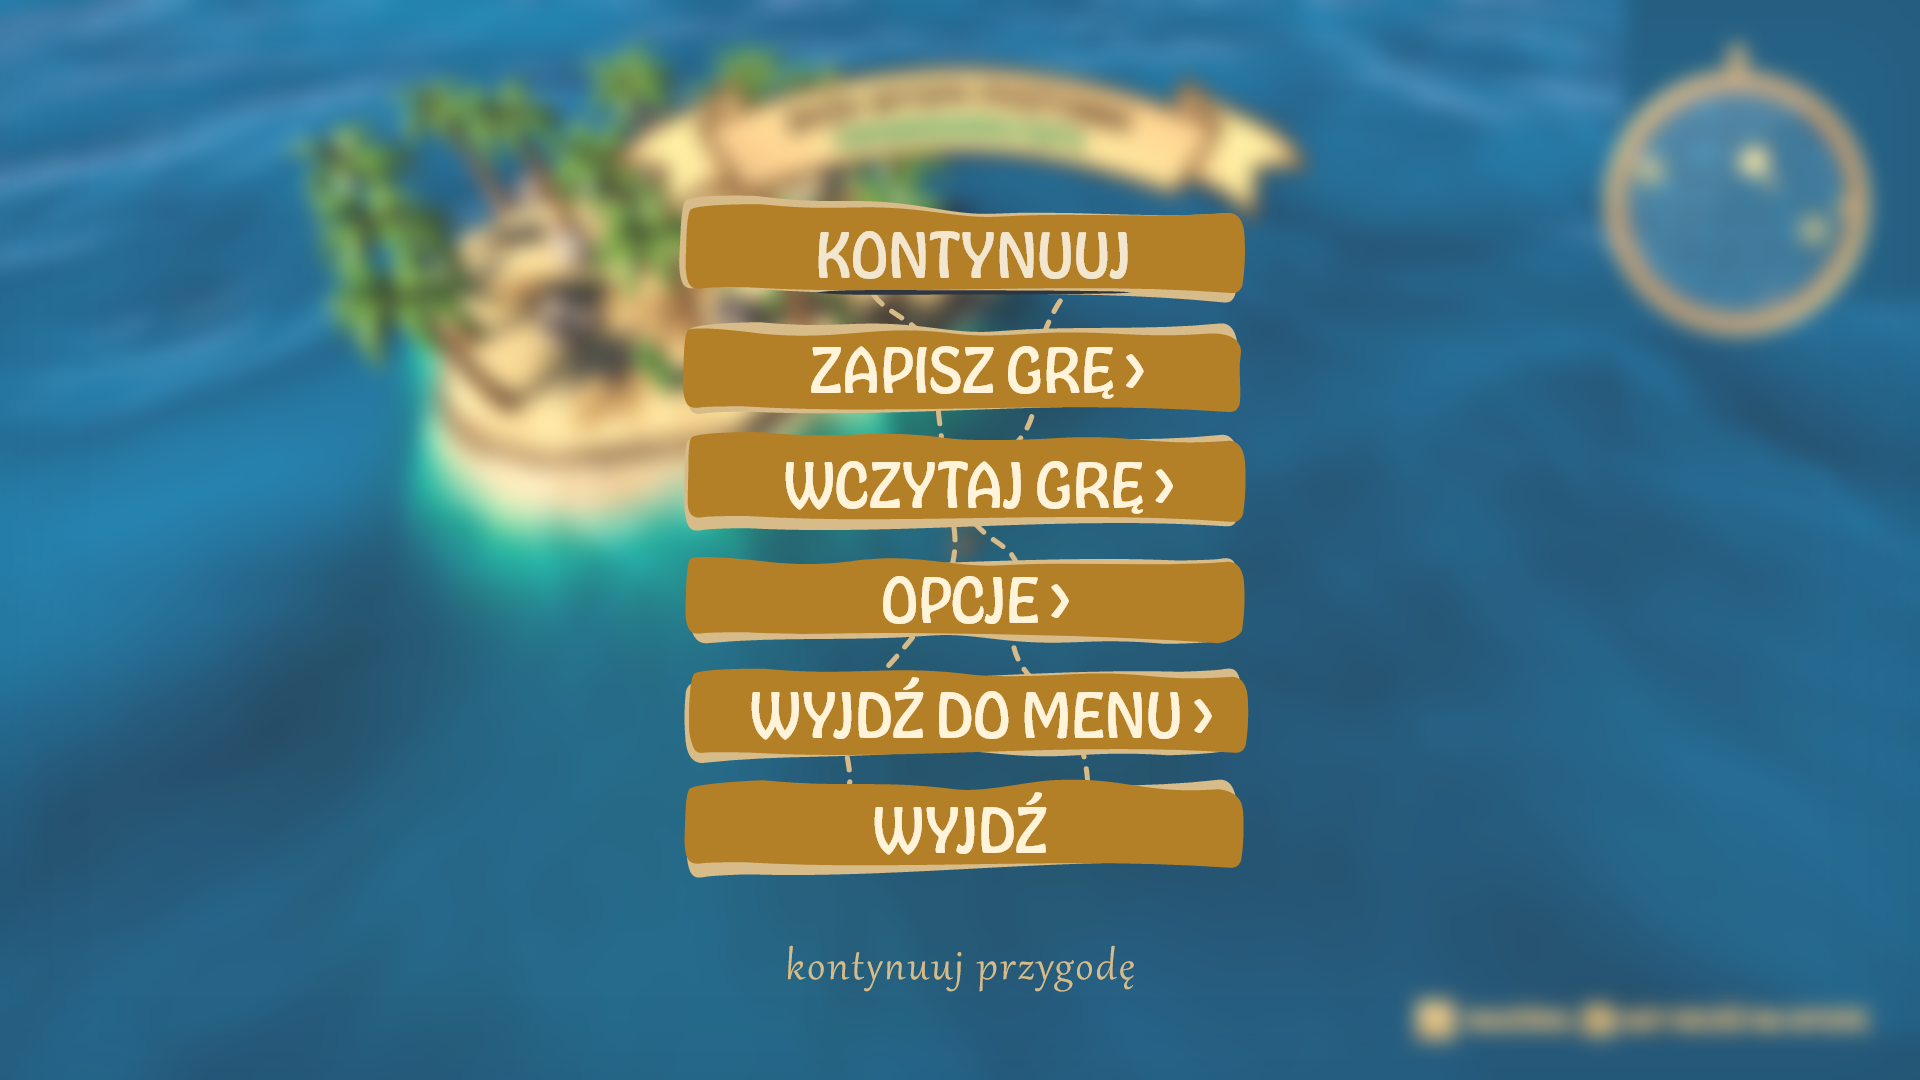 KONTYNUUJ
ZAPISZ GRĘ ›
WCZYTAJ GRĘ ›
OPCJE ›
WYJDŹ DO MENU ›
WYJDŹ
kontynuuj przygodę